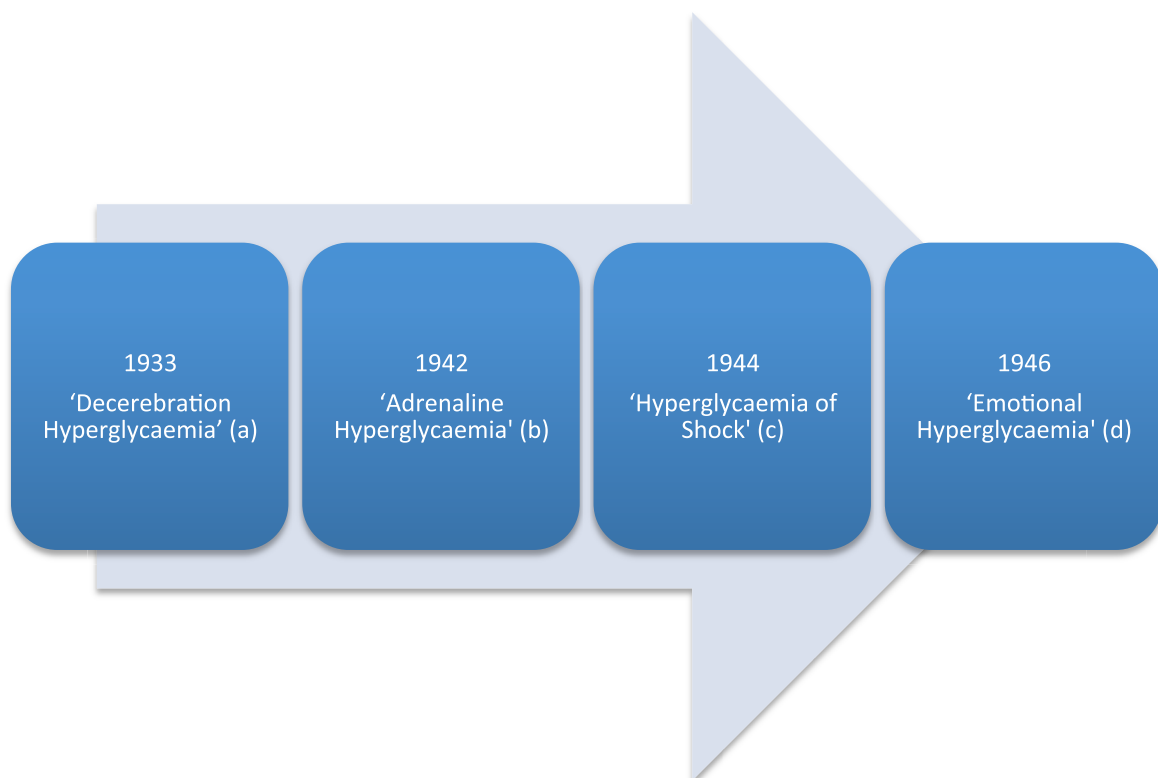 1933
‘Decerebration
Hyperglycaemia’ (a)
1942
‘Adrenaline
Hyperglycaemia' (b)
1944
‘Hyperglycaemia of
Shock' (c)
1946
‘Emotional
Hyperglycaemia' (d)